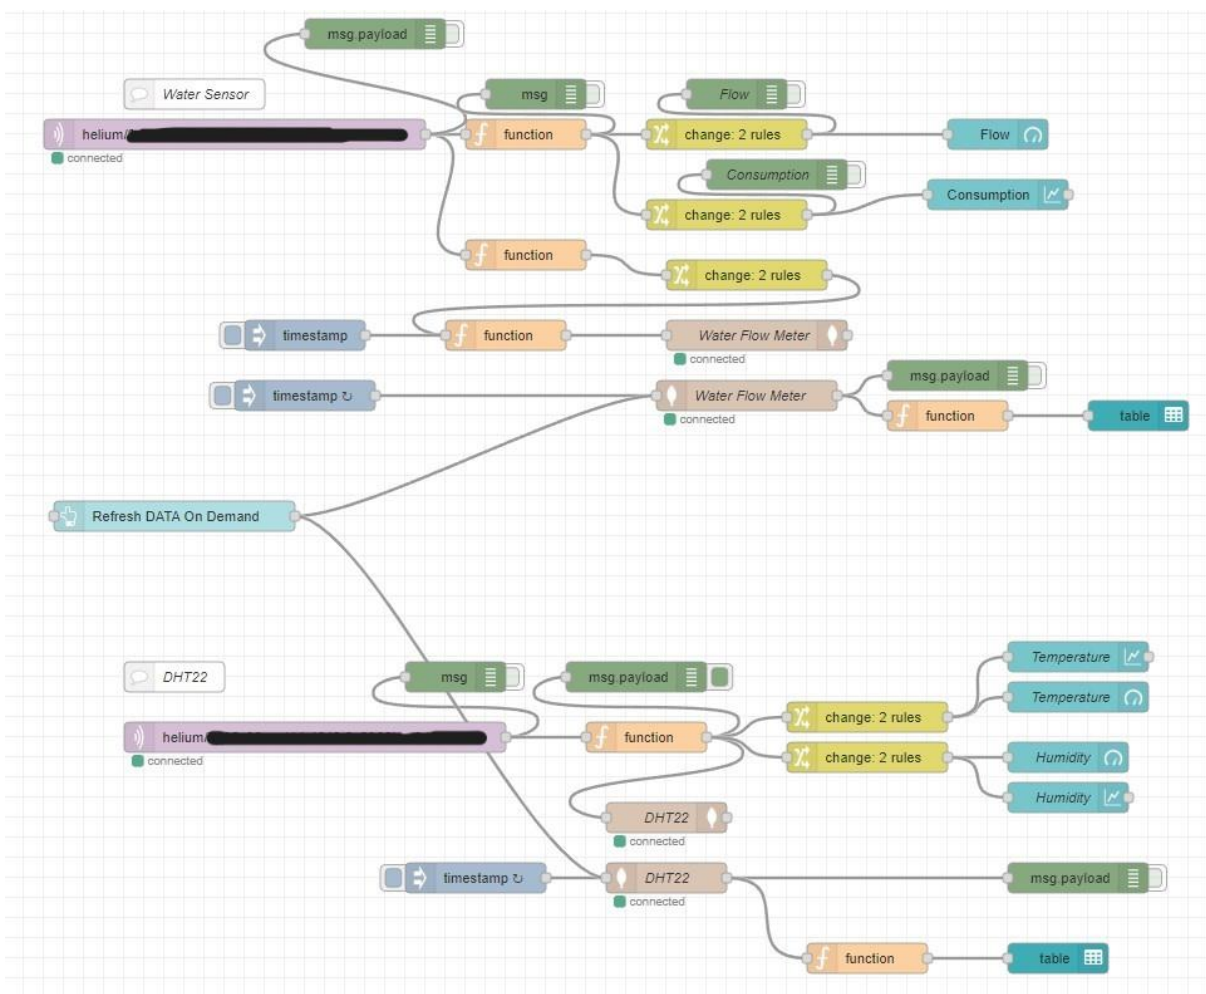 msg.payload
Water Sensor
msg
Flow
helium/
function
change: 2 rules
Flow
connected
Consumption
Consumption
change: 2 rules
function
change: 2 rules
timestamp
function
Water Flow Meter
connected
msg.payload
timestamp ↻
Water Flow Meter
connected
function
table
Refresh DATA On Demand
Temperature
DHT22
msg
msg.payload
Temperature
change: 2 rules
helium/
function
change: 2 rules
Humidity
connected
Humidity
DHT22
connected
timestamp ↻
DHT22
msg.payload
connected
function
table